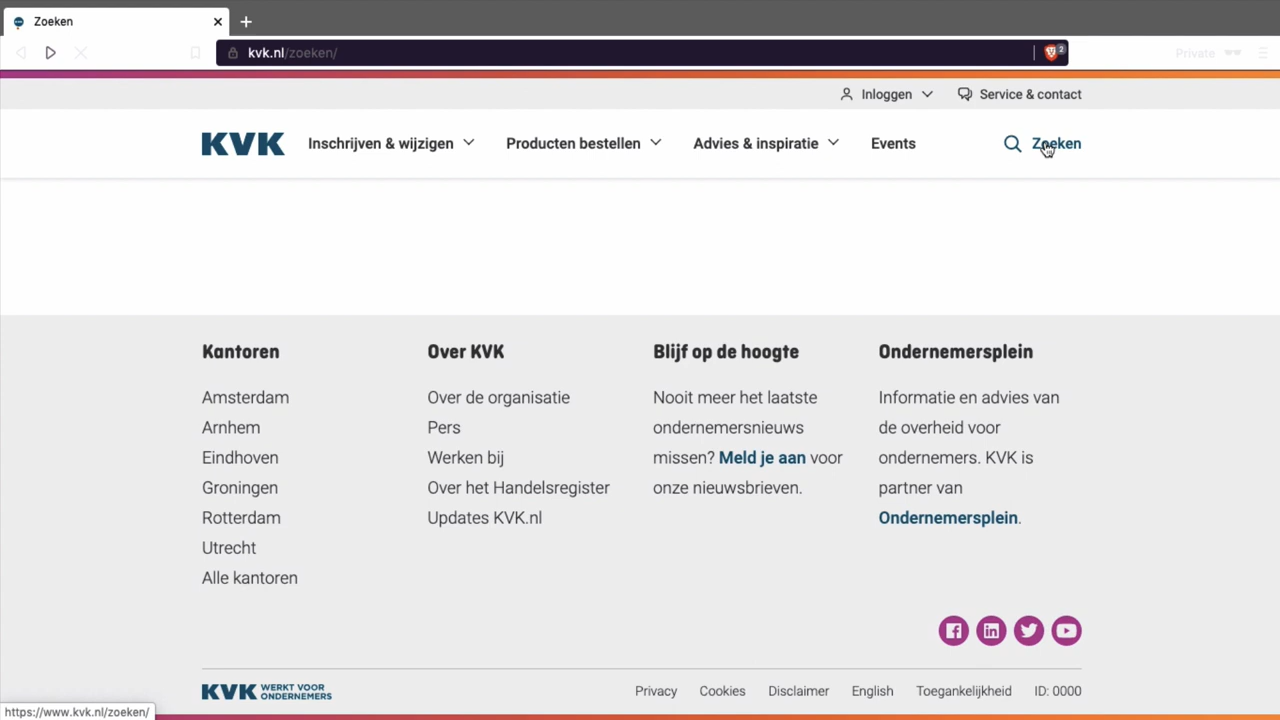 Zoeken
kvk.nl/zoeken/
2
Private
Inloggen
Service & contact
KVK
Inschrijven & wijzigen
Producten bestellen
Advies & inspiratie
Events
Zoeken
Kantoren
Amsterdam
Arnhem
Eindhoven
Groningen
Rotterdam
Utrecht
Alle kantoren
Over KVK
Over de organisatie
Pers
Werken bij
Over het Handelsregister
Updates KVK.nl
Blijf op de hoogte
Nooit meer het laatste
ondernemersnieuws
missen? Meld je aan voor
onze nieuwsbrieven.
Ondernemersplein
Informatie en advies van
de overheid voor
ondernemers. KVK is
partner van
Ondernemersplein.
KVK WERKT VOOR
ONDERNEMERS
Privacy
Cookies
Disclaimer
English
Toegankelijkheid
ID: 0000
https://www.kvk.nl/zoeken/